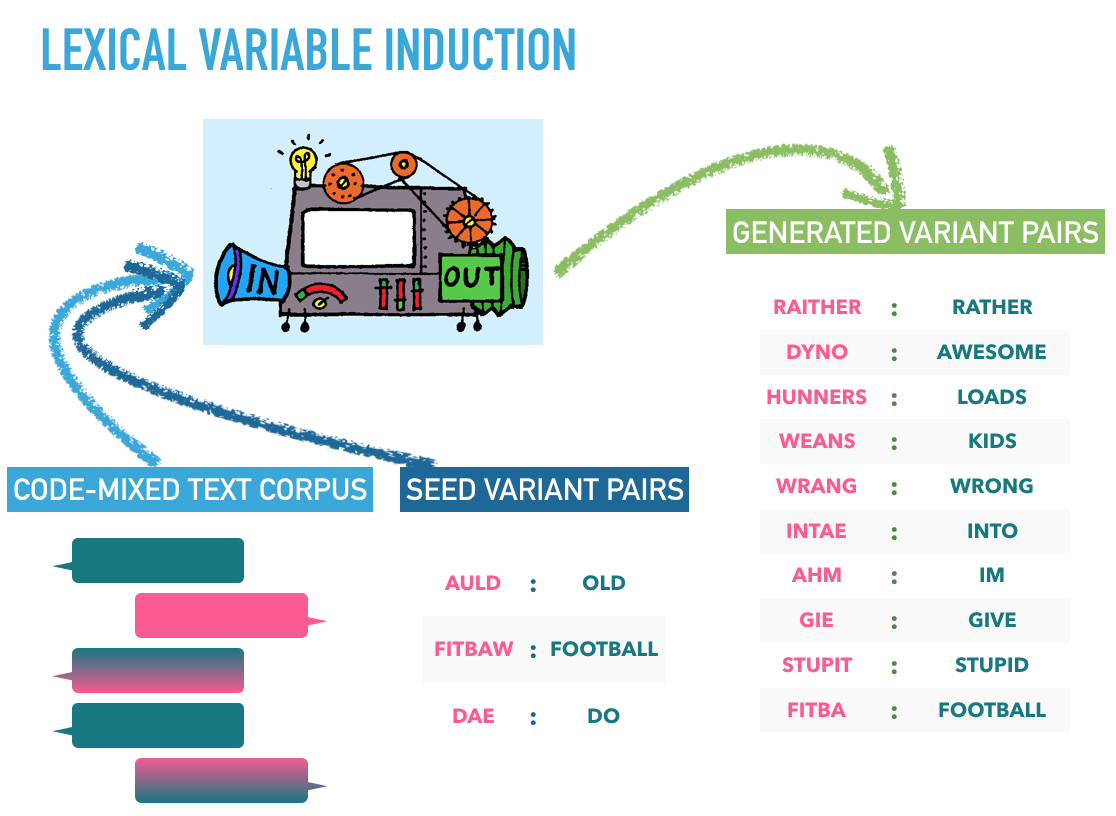 LEXICAL VARIABLE INDUCTION
IN
OUT
GENERATED VARIANT PAIRS
RAITHER : RATHER
DYNO : AWESOME
HUNNERS : LOADS
WEANS : KIDS
WRANG : WRONG
INTAE : INTO
AHM : IM
GIE : GIVE
STUPIT : STUPID
FITBA : FOOTBALL
CODE-MIXED TEXT CORPUS
SEED VARIANT PAIRS
AULD : OLD
FITBAW : FOOTBALL
DAE : DO